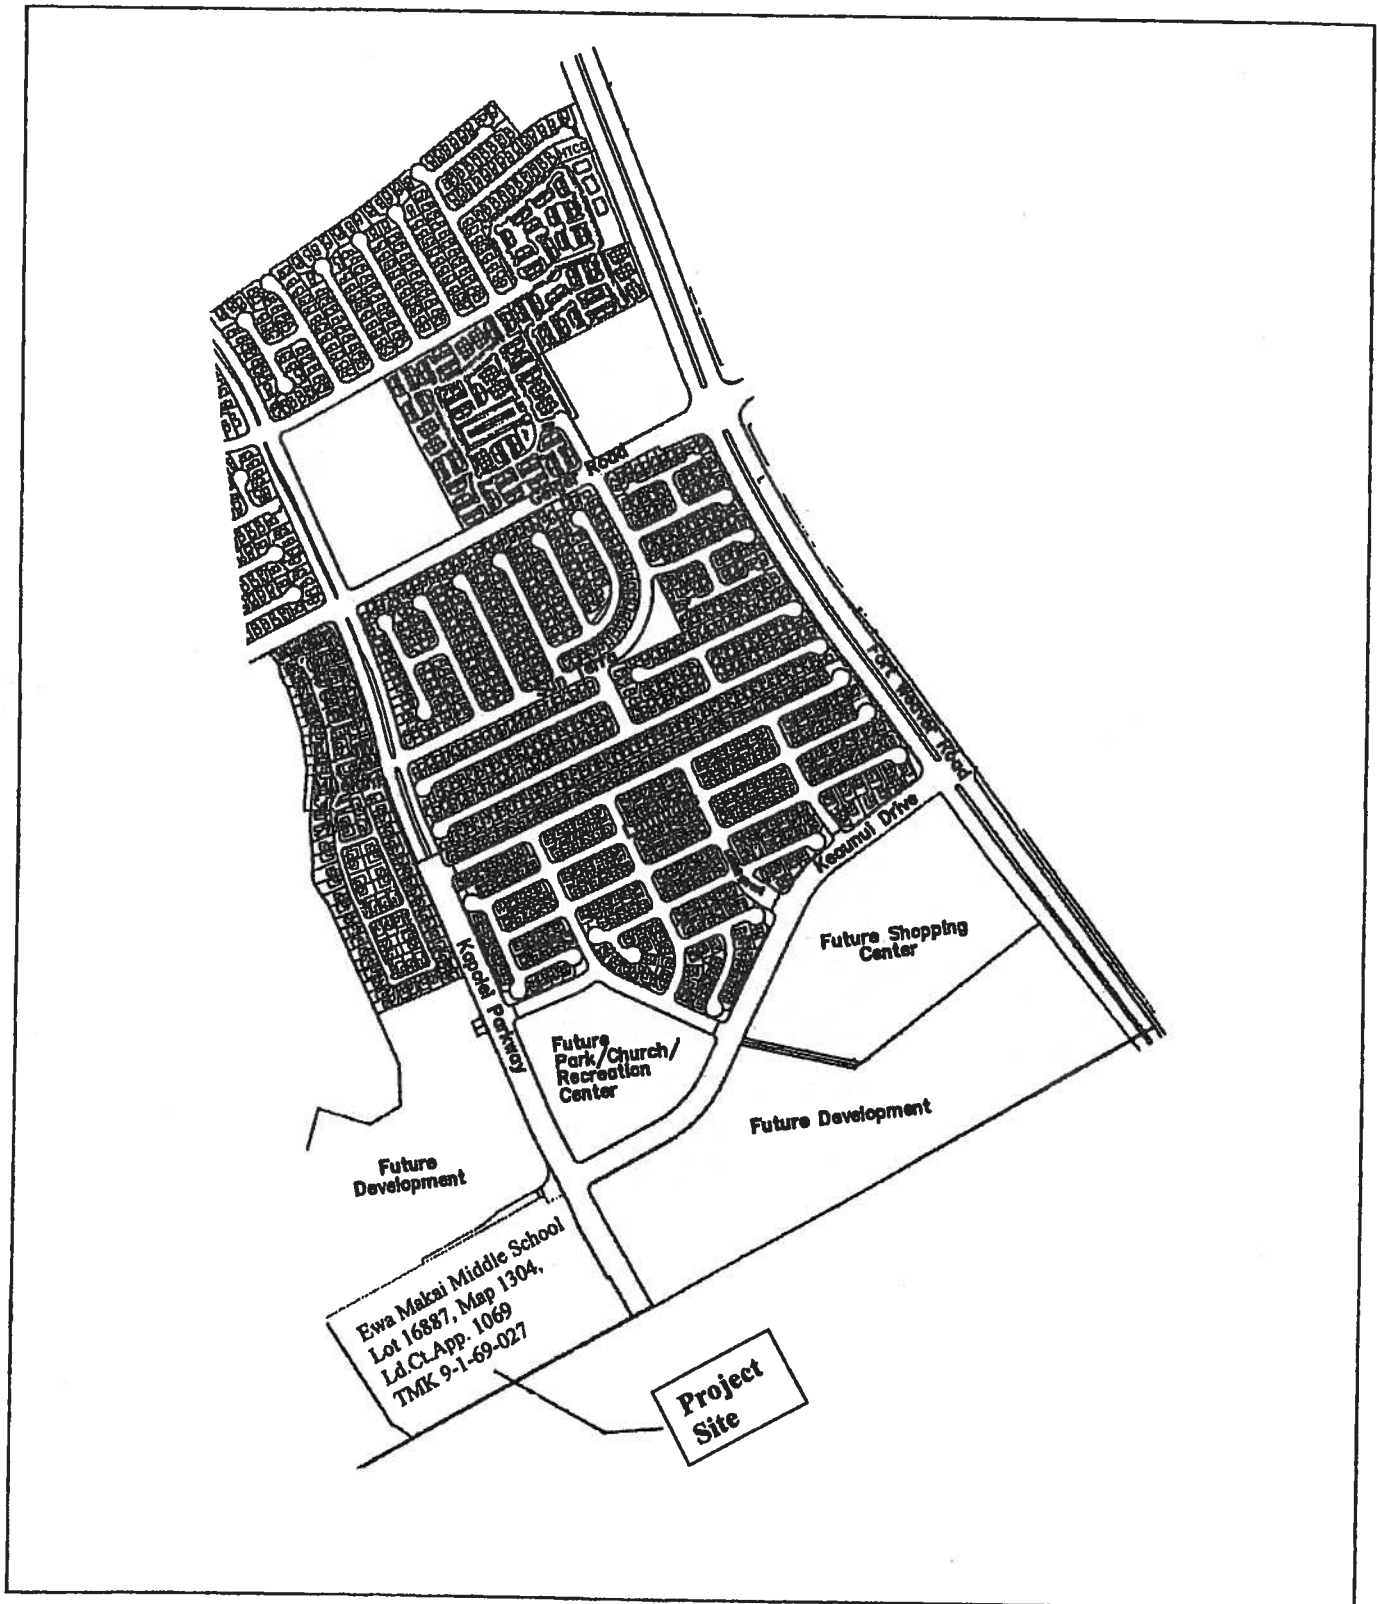 HTCO
Road
Fort Weaver Road
Keaunui Drive
Future Shopping
Center
Kapolei Parkway
Future
Park/Church/
Recreation
Center
Future Development
Future
Development
Ewa Makai Middle School
Lot 16887, Map 1304,
Ld.Ct.App. 1069
TMK 9-1-69-027
Project
Site